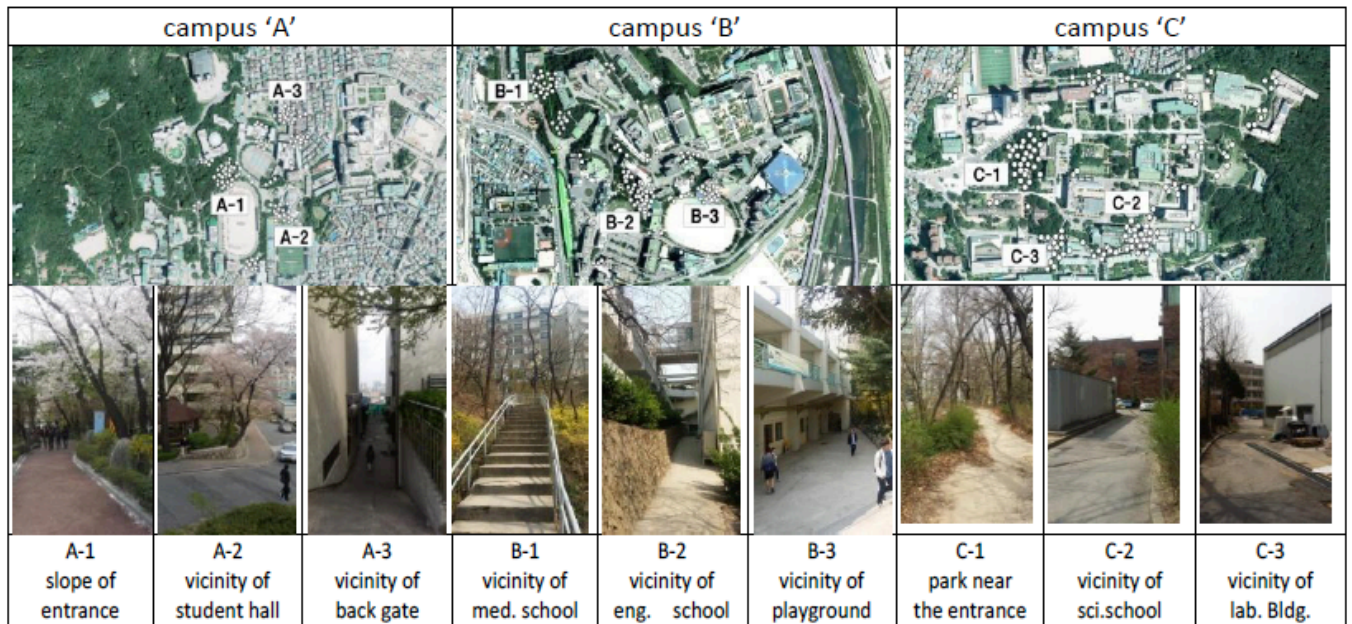 campus ‘A’
campus ‘B’
campus ‘C’
A-3
A-1
A-2
B-1
B-2
B-3
C-1
C-2
C-3
A-1
slope of
entrance
A-2
vicinity of
student hall
A-3
vicinity of
back gate
B-1
vicinity of
med. school
B-2
vicinity of
eng. school
B-3
vicinity of
playground
C-1
park near
the entrance
C-2
vicinity of
sci.school
C-3
vicinity of
lab. Bldg.